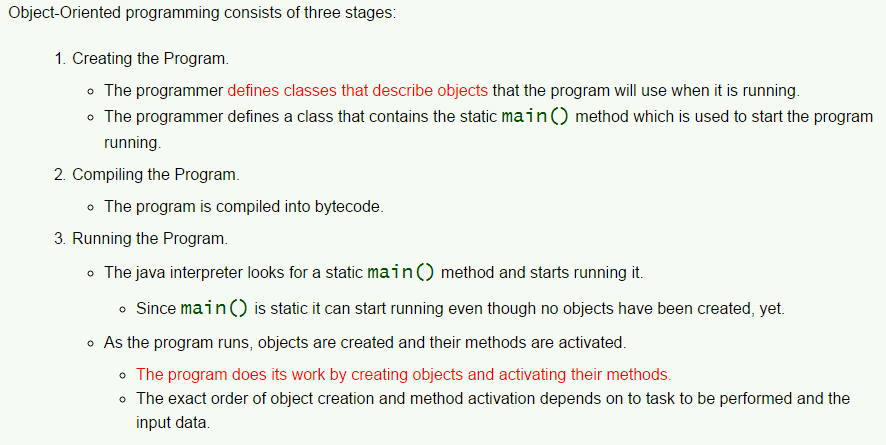 Object-Oriented programming consists of three stages:
1. Creating the Program.
The programmer defines classes that describe objects that the program will use when it is running.
The programmer defines a class that contains the static main() method which is used to start the program
running.
2. Compiling the Program.
The program is compiled into bytecode.
3. Running the Program.
The java interpreter looks for a static main() method and starts running it.
Since main() is static it can start running even though no objects have been created, yet.
As the program runs, objects are created and their methods are activated.
The program does its work by creating objects and activating their methods.
The exact order of object creation and method activation depends on to task to be performed and the
input data.